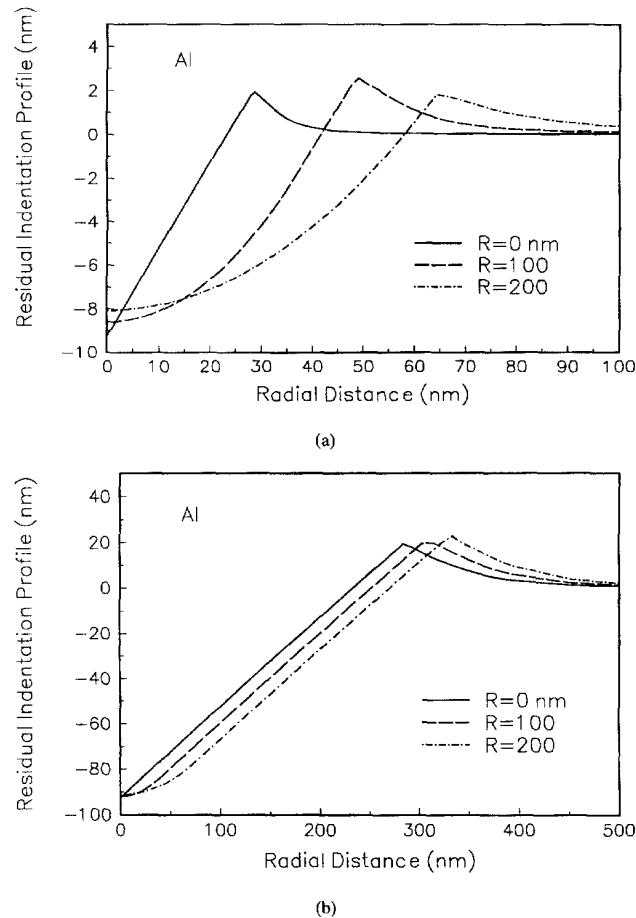 Residual Indentation Profile (nm)
4
2
0
−2
−4
−6
−8
−10
Al
R=0 nm
R=100
R=200
0 10 20 30 40 50 60 70 80 90 100
Radial Distance (nm)
(a)
Residual Indentation Profile (nm)
40
20
0
−20
−40
−60
−80
−100
Al
R=0 nm
R=100
R=200
0 100 200 300 400 500
Radial Distance (nm)
(b)